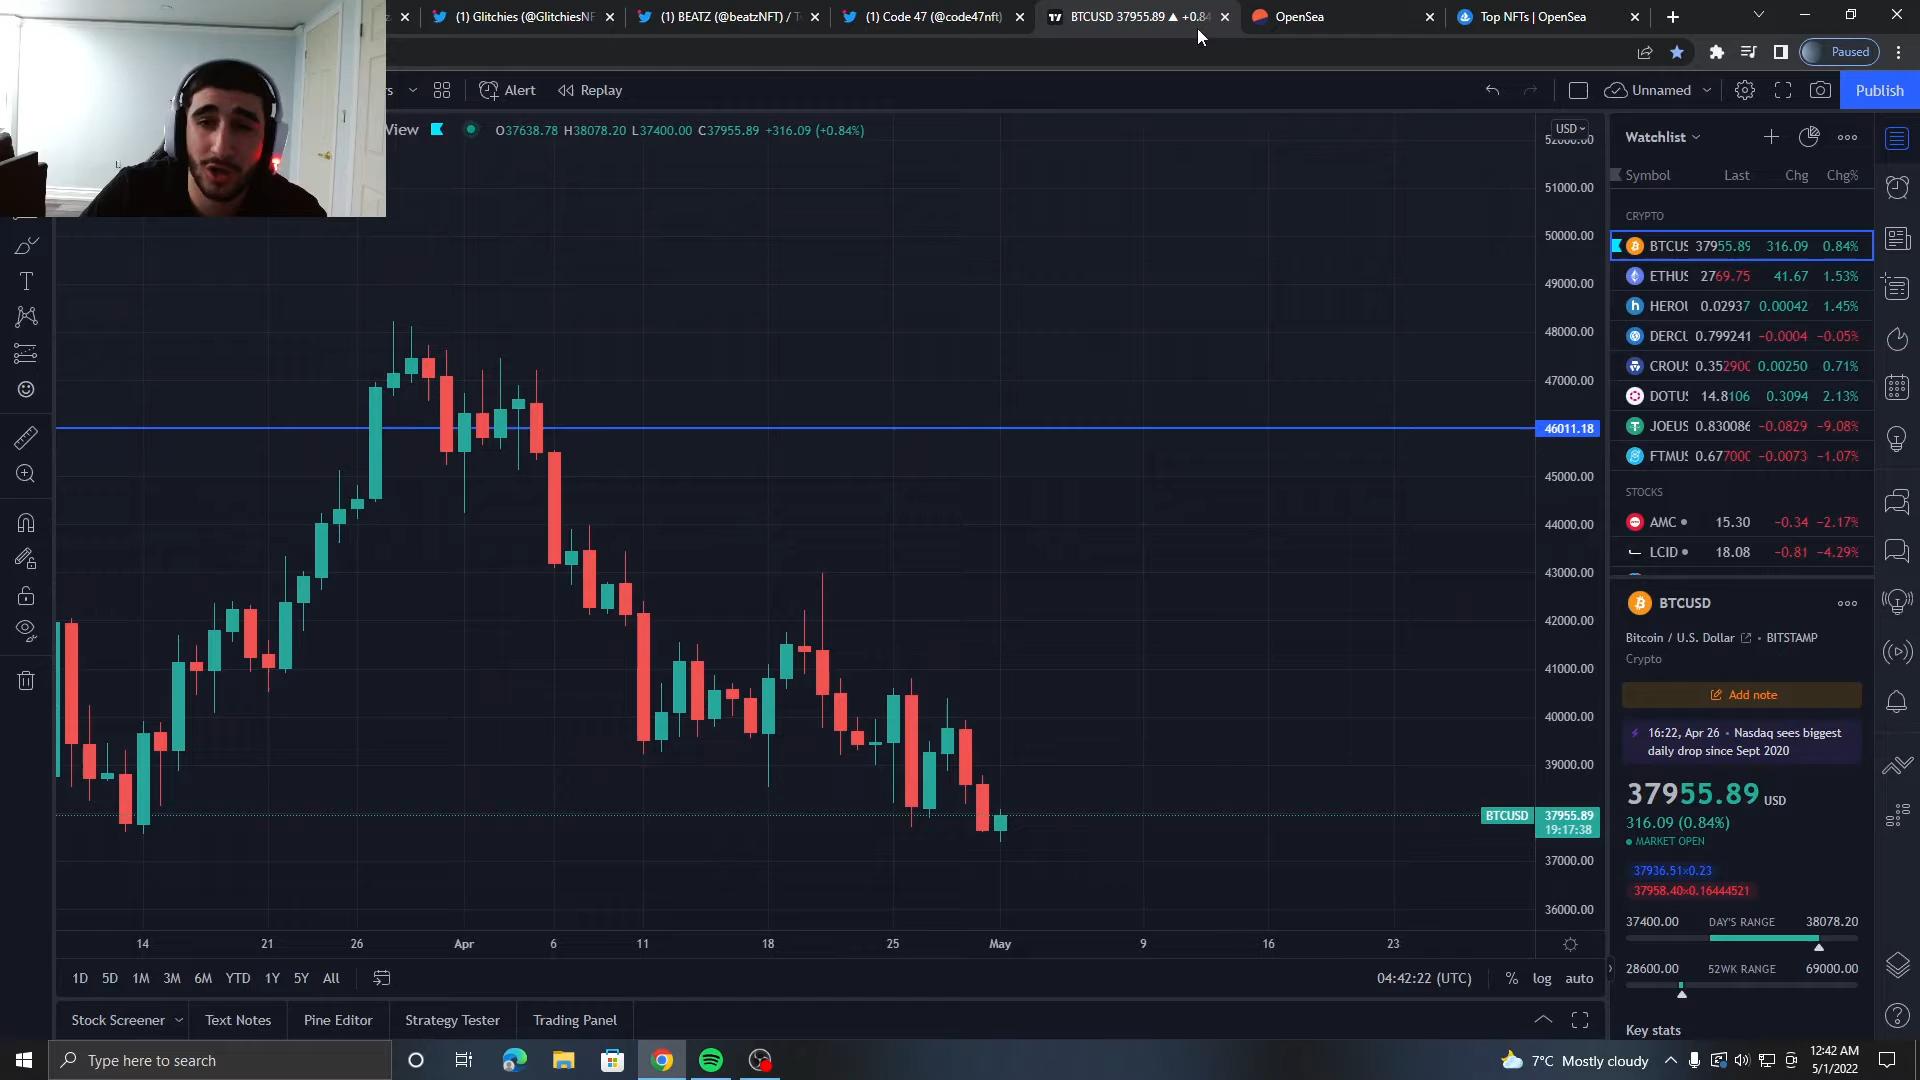 (1) Glitchies (@GlitchiesNF
(1) BEATZ (@beatzNFT) / T
(1) Code 47 (@code47nft)
BTCUSD 37955.89 ▲ +0.84
OpenSea
Top NFTs | OpenSea
Paused
Alert
Replay
Unnamed
Publish
View
O37638.78 H38078.20 L37400.00 C37955.89 +316.09 (+0.84%)
USD
52000.00
51000.00
50000.00
49000.00
48000.00
47000.00
46011.18
45000.00
44000.00
43000.00
42000.00
41000.00
40000.00
39000.00
BTCUSD 37955.89
19:17:38
37000.00
36000.00
14 21 26 Apr 6 11 18 25 May 9 16 23
1D 5D 1M 3M 6M YTD 1Y 5Y All
04:42:22 (UTC) % log auto
Stock Screener Text Notes Pine Editor Strategy Tester Trading Panel
Watchlist
Symbol Last Chg Chg%
CRYPTO
BTCUS 37955.89 316.09 0.84%
ETHUS 2769.75 41.67 1.53%
HEROU 0.02937 0.00042 1.45%
DERCU 0.799241 −0.0004 −0.05%
CROUS 0.352900 0.00250 0.71%
DOTUS 14.8106 0.3094 2.13%
JOEUS 0.830086 −0.0829 −9.08%
FTMUS 0.677000 −0.0073 −1.07%
STOCKS
AMC 15.30 −0.34 −2.17%
LCID 18.08 −0.81 −4.29%
BTCUSD
Bitcoin / U.S. Dollar • BITSTAMP
Crypto
Add note
16:22, Apr 26 • Nasdaq sees biggest
daily drop since Sept 2020
37955.89 USD
316.09 (0.84%)
MARKET OPEN
37936.51×0.23
37958.40×0.16444521
37400.00 DAY'S RANGE 38078.20
28600.00 52WK RANGE 69000.00
Key stats
Type here to search
7°C Mostly cloudy
12:42 AM
5/1/2022